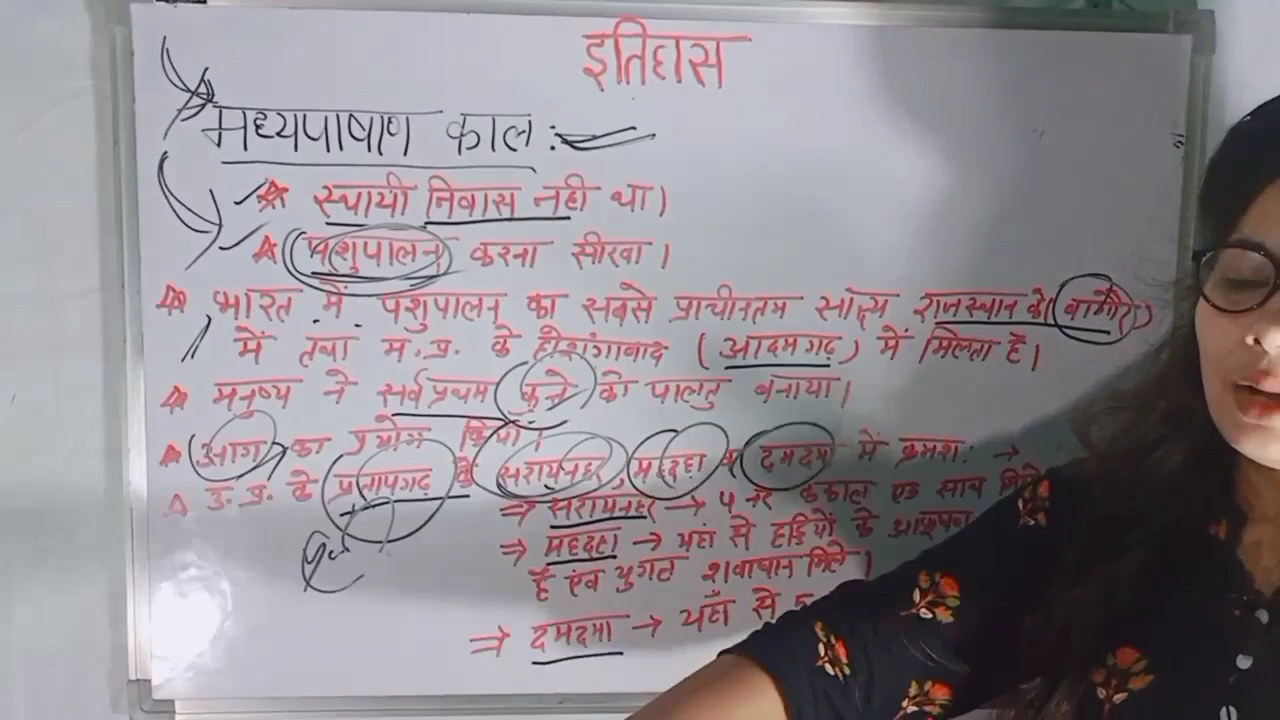 इतिहास
मध्यपाषाण काल :-
☆ स्थायी निवास नही था।
☆ पशुपालन करना सीखा।
☆ भारत में पशुपालन का सबसे प्राचीनतम साक्ष्य राजस्थान के (बागौर)
में तथा म.प्र. के होशंगाबाद (आदमगढ़) में मिलता है।
☆ मनुष्य ने सर्वप्रथम कुत्ते को पालतु बनाया।
☆ आग का प्रयोग किया।
△ उ.प्र. के प्रतापगढ़ के सरायनहर, महदहा व दमदमा में क्रमशः →
⇒ सरायनहर → 4 नर कंकाल एक साथ मिले
⇒ महदहा → यहां से हड्डियों के आभूषण
है एंव युगल शवाधान मिले।
⇒ दमदमा → यहाँ से 5